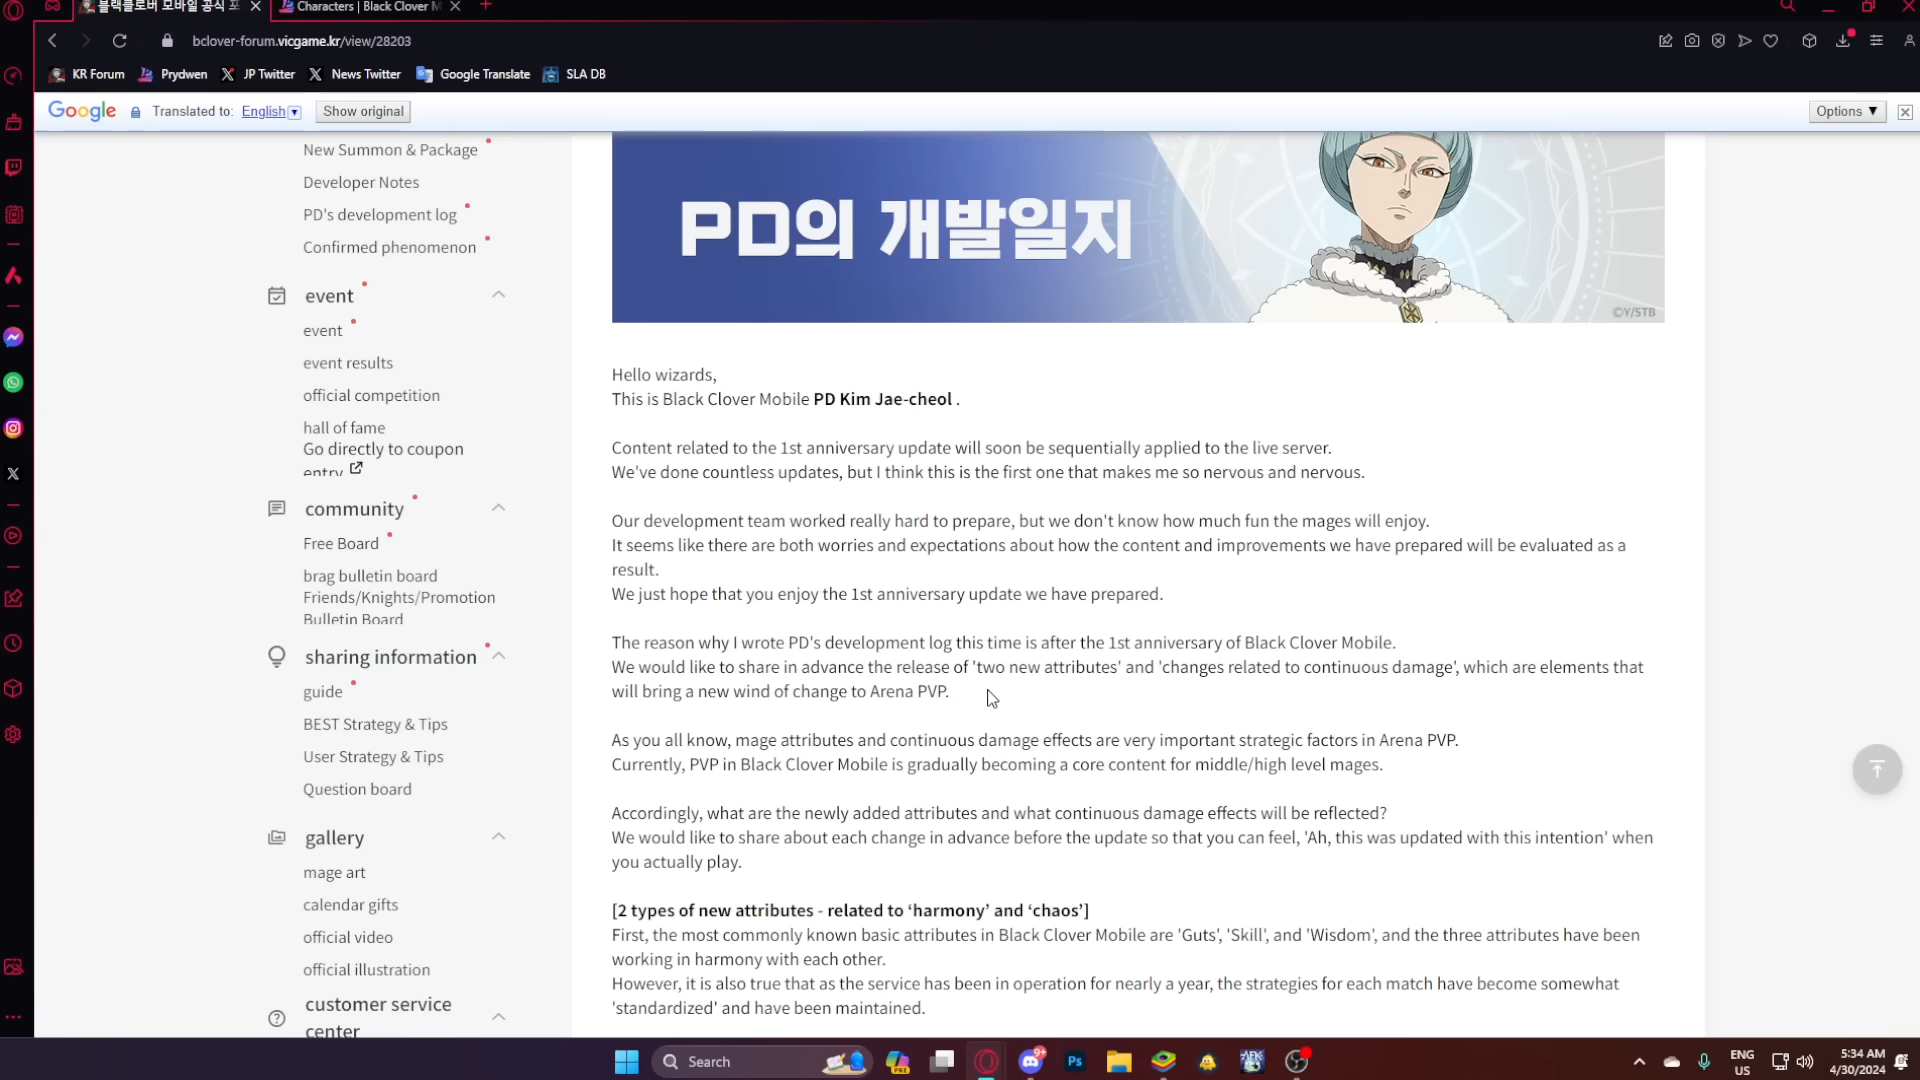 블랙클로버 모바일 공식 포
Characters | Black Clover M
bclover-forum.vicgame.kr/view/28203
KR Forum
Prydwen
JP Twitter
News Twitter
Google Translate
SLA DB
Google
Translated to:
English
Show original
Options ▼
New Summon & Package
Developer Notes
PD's development log
Confirmed phenomenon
event
event
event results
official competition
hall of fame
Go directly to coupon
entry
community
Free Board
brag bulletin board
Friends/Knights/Promotion
Bulletin Board
sharing information
guide
BEST Strategy & Tips
User Strategy & Tips
Question board
gallery
mage art
calendar gifts
official video
official illustration
customer service
center
PD의 개발일지
©Y/STB
Hello wizards,
This is Black Clover Mobile PD Kim Jae-cheol .
Content related to the 1st anniversary update will soon be sequentially applied to the live server.
We've done countless updates, but I think this is the first one that makes me so nervous and nervous.
Our development team worked really hard to prepare, but we don't know how much fun the mages will enjoy.
It seems like there are both worries and expectations about how the content and improvements we have prepared will be evaluated as a
result.
We just hope that you enjoy the 1st anniversary update we have prepared.
The reason why I wrote PD's development log this time is after the 1st anniversary of Black Clover Mobile.
We would like to share in advance the release of 'two new attributes' and 'changes related to continuous damage', which are elements that
will bring a new wind of change to Arena PVP.
As you all know, mage attributes and continuous damage effects are very important strategic factors in Arena PVP.
Currently, PVP in Black Clover Mobile is gradually becoming a core content for middle/high level mages.
Accordingly, what are the newly added attributes and what continuous damage effects will be reflected?
We would like to share about each change in advance before the update so that you can feel, 'Ah, this was updated with this intention' when
you actually play.
[2 types of new attributes - related to ‘harmony’ and ‘chaos’]
First, the most commonly known basic attributes in Black Clover Mobile are 'Guts', 'Skill', and 'Wisdom', and the three attributes have been
working in harmony with each other.
However, it is also true that as the service has been in operation for nearly a year, the strategies for each match have become somewhat
'standardized' and have been maintained.
Search
PRE
9+
Ps
AFK
ENG
US
5:34 AM
4/30/2024